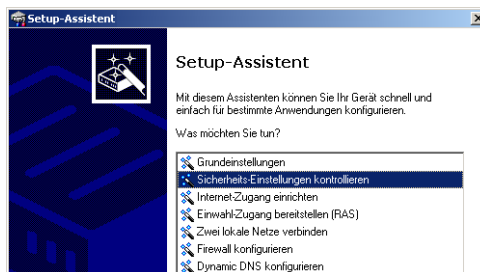 Setup-Assistent
Setup-Assistent
Mit diesem Assistenten können Sie Ihr Gerät schnell und
einfach für bestimmte Anwendungen konfigurieren.
Was möchten Sie tun?
Grundeinstellungen
Sicherheits-Einstellungen kontrollieren
Internet-Zugang einrichten
Einwahl-Zugang bereitstellen (RAS)
Zwei lokale Netze verbinden
Firewall konfigurieren
Dynamic DNS konfigurieren